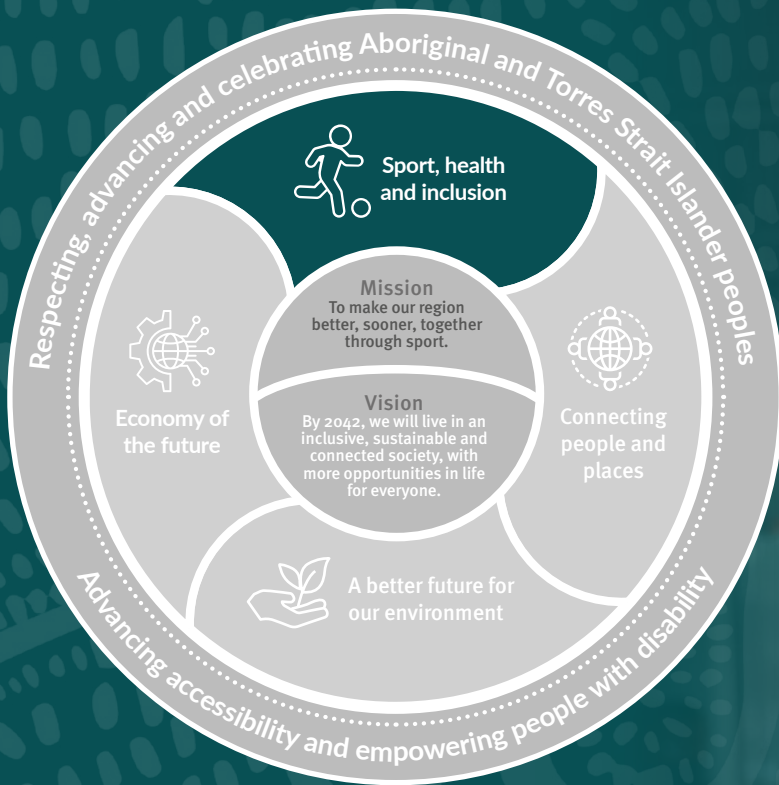 Respecting, advancing and celebrating Aboriginal and Torres Strait Islander peoples
Sport, health
and inclusion
Mission
To make our region
better, sooner, together
through sport.
Vision
By 2042, we will live in an
inclusive, sustainable and
connected society, with
more opportunities in life
for everyone.
Economy of
the future
Connecting
people and
places
A better future for
our environment
Advancing accessibility and empowering people with disability